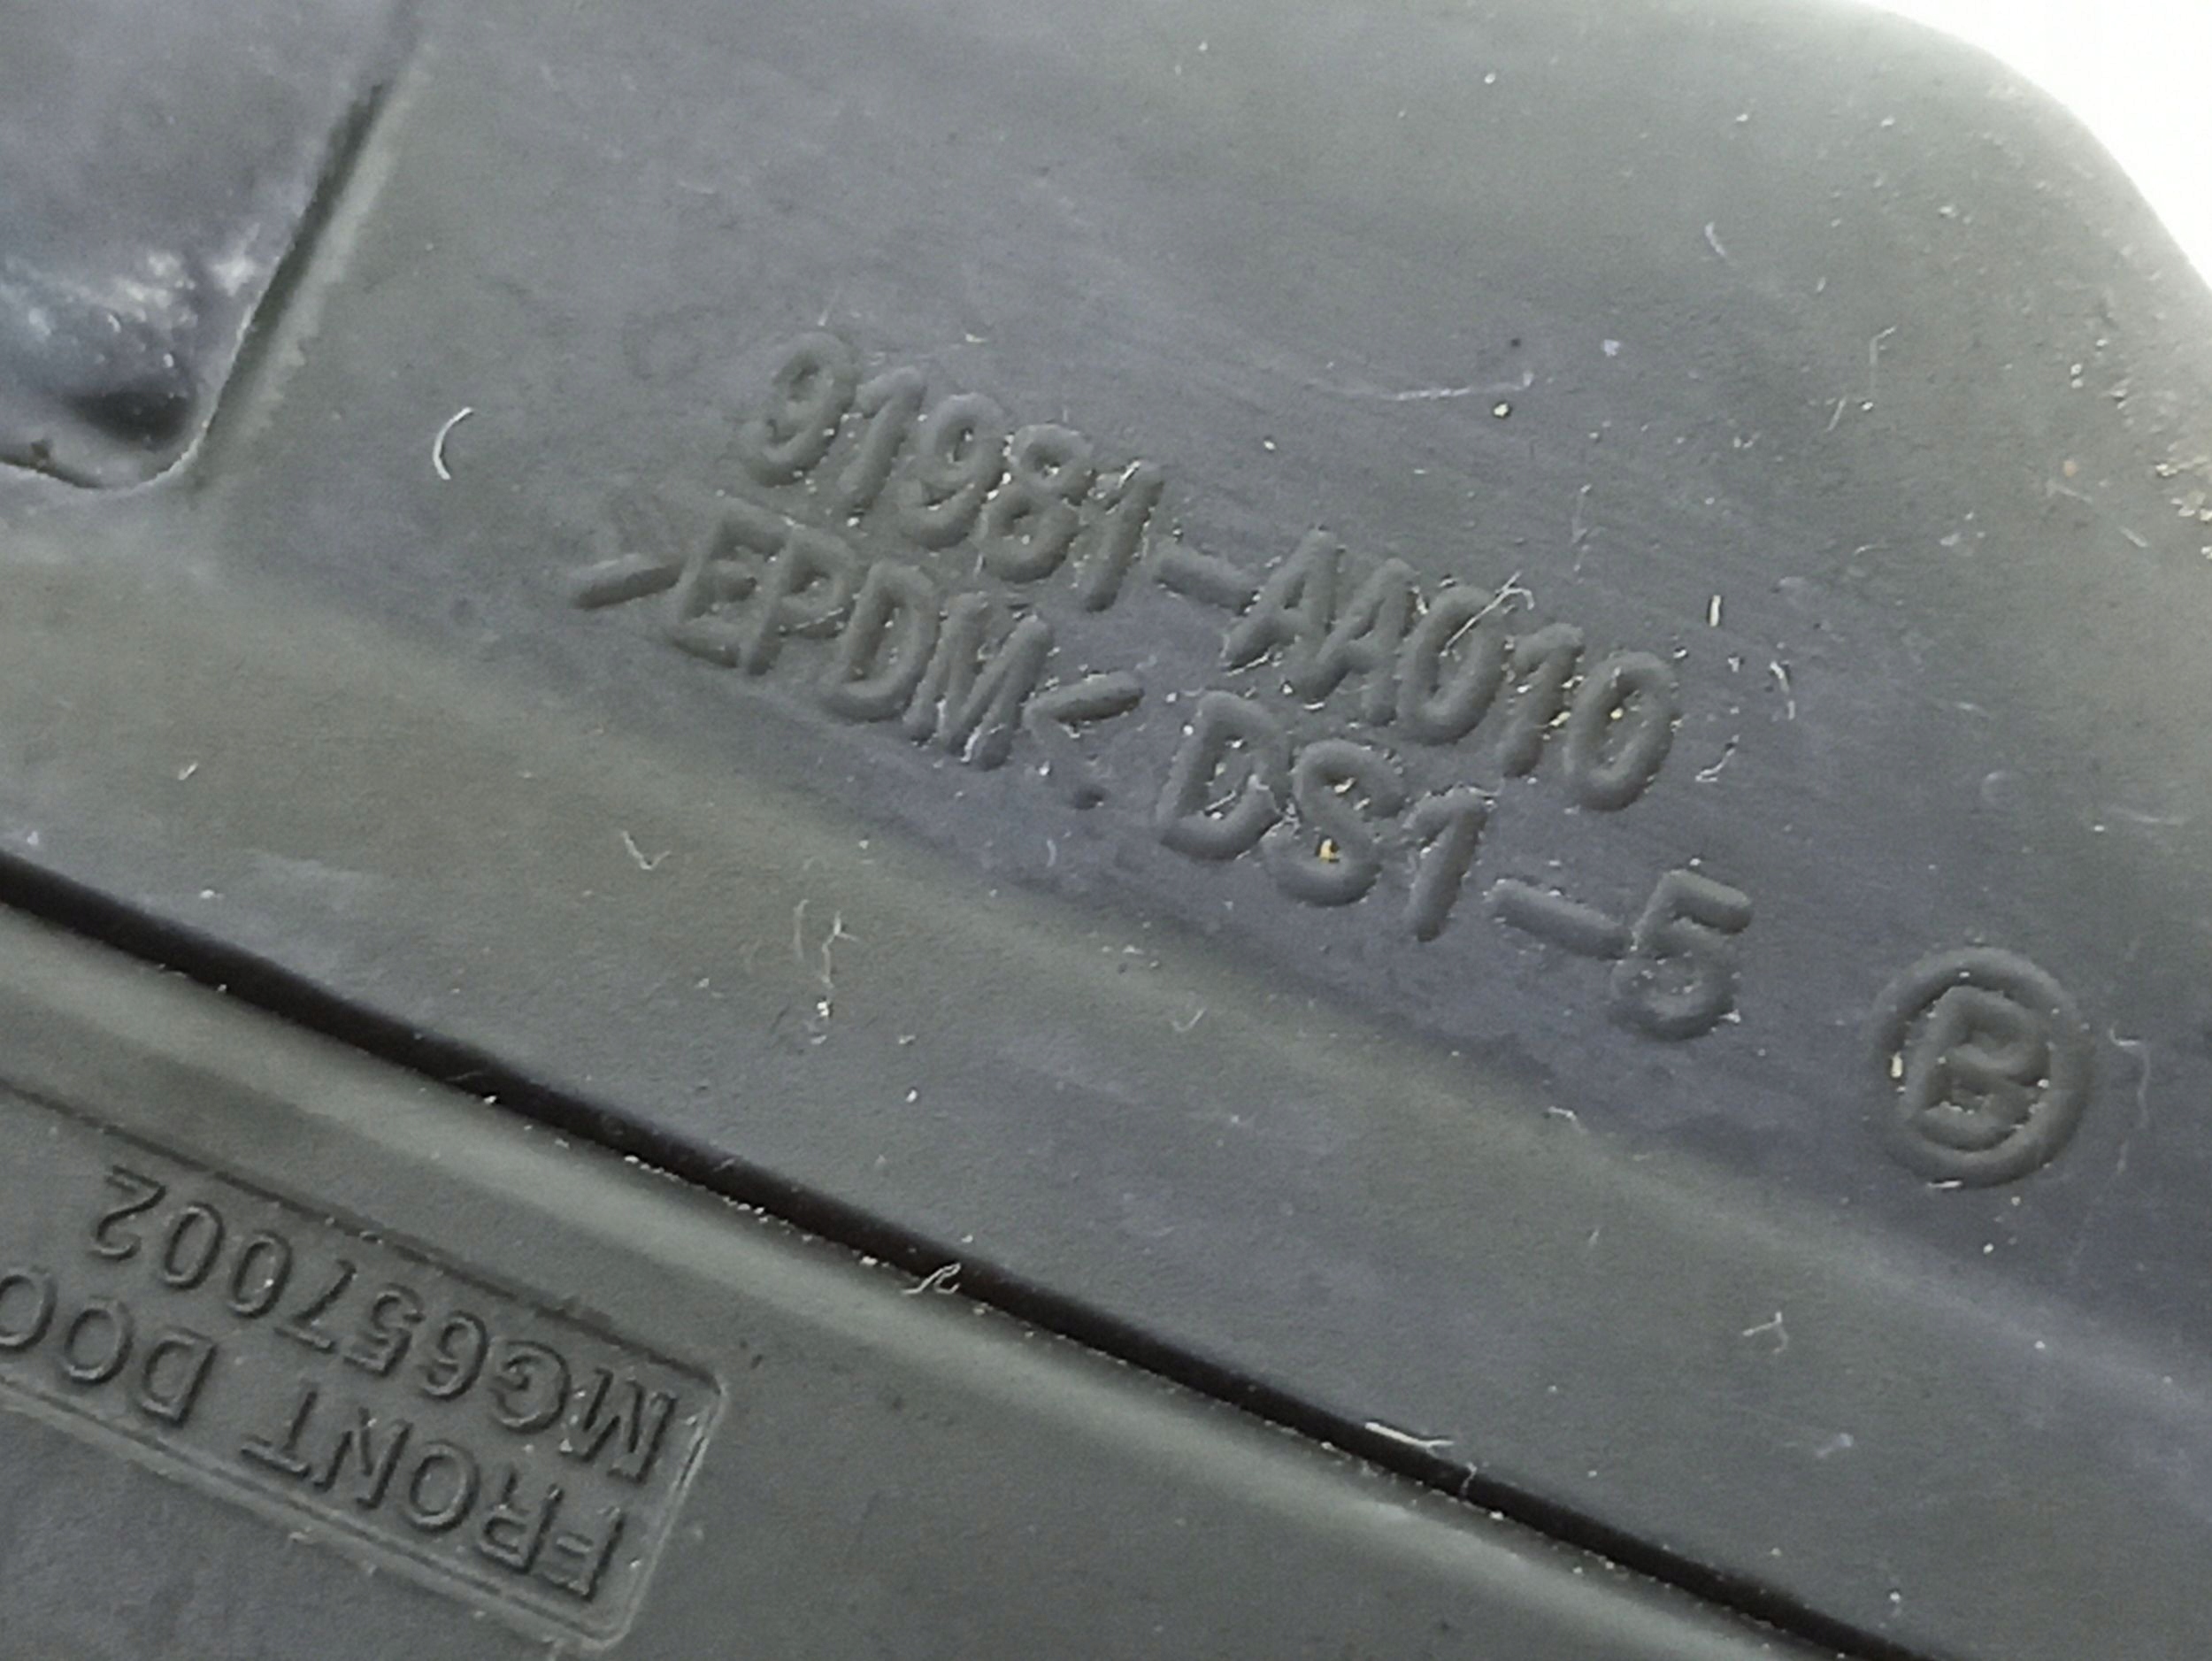 91981-AA010
>EPDM< DS1-5 B
FRONT DOO
MG657002